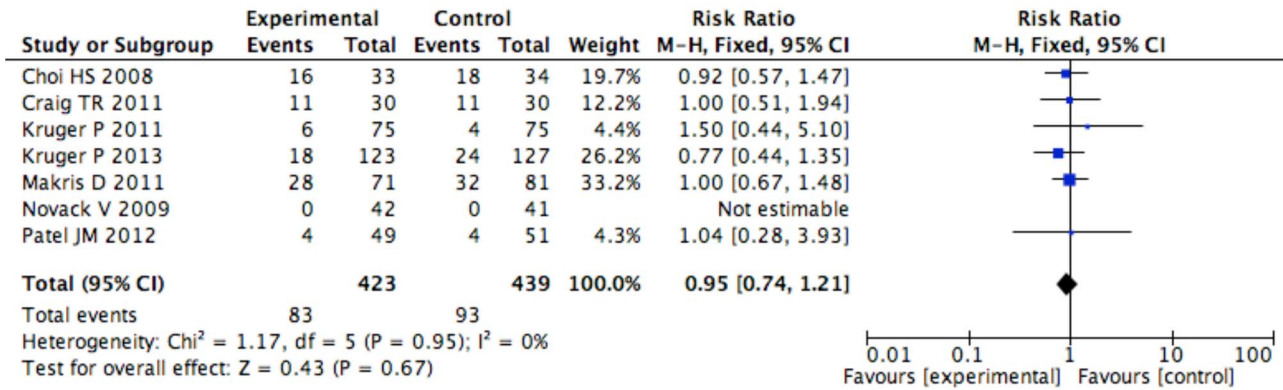 Experimental Control Risk Ratio Risk Ratio
Study or Subgroup Events Total Events Total Weight M-H, Fixed, 95% CI M-H, Fixed, 95% CI
Choi HS 2008 16 33 18 34 19.7% 0.92 [0.57, 1.47]
Craig TR 2011 11 30 11 30 12.2% 1.00 [0.51, 1.94]
Kruger P 2011 6 75 4 75 4.4% 1.50 [0.44, 5.10]
Kruger P 2013 18 123 24 127 26.2% 0.77 [0.44, 1.35]
Makris D 2011 28 71 32 81 33.2% 1.00 [0.67, 1.48]
Novack V 2009 0 42 0 41 Not estimable
Patel JM 2012 4 49 4 51 4.3% 1.04 [0.28, 3.93]
Total (95% CI) 423 439 100.0% 0.95 [0.74, 1.21]
Total events 83 93
Heterogeneity: Chi² = 1.17, df = 5 (P = 0.95); I² = 0%
Test for overall effect: Z = 0.43 (P = 0.67)
0.01 0.1 1 10 100
Favours [experimental] Favours [control]